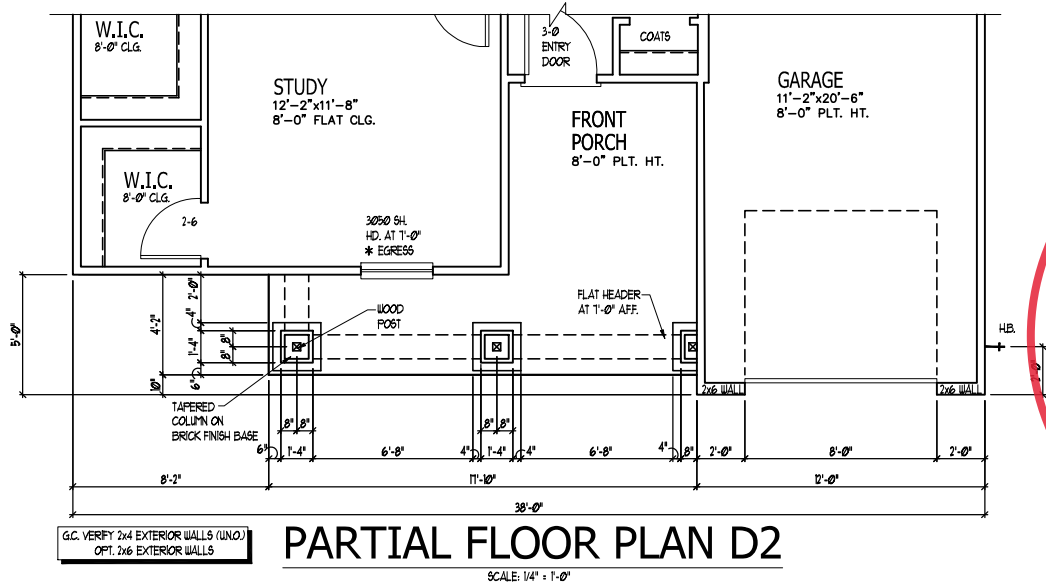 W.I.C.
8'-0" CLG.
STUDY
12'-2"x11'-8"
8'-0" FLAT CLG.
3-0
ENTRY
DOOR
COATS
GARAGE
11'-2"x20'-6"
8'-0" PLT. HT.
FRONT
PORCH
8'-0" PLT. HT.
W.I.C.
8'-0" CLG.
2-6
3050 SH.
HD. AT 7'-0"
* EGRESS
WOOD
POST
FLAT HEADER
AT 7'-0" A.F.F.
H.B.
2'-0"
5'-0"
4'-2"
10"
2'-0"
4"
1'-4"
6"
8"
8"
TAPERED
COLUMN ON
BRICK FINISH BASE
2x6 WALL
2x6 WALL
8" 8"
8" 8"
6" 1'-4" 6'-8" 4" 1'-4" 4" 6'-8" 4" 8" 2'-0" 8'-0" 2'-0"
8'-2" 17'-10" 12'-0"
38'-0"
G.C. VERIFY 2x4 EXTERIOR WALLS (U.N.O.)
OPT. 2x6 EXTERIOR WALLS
PARTIAL FLOOR PLAN D2
SCALE: 1/4" = 1'-0"